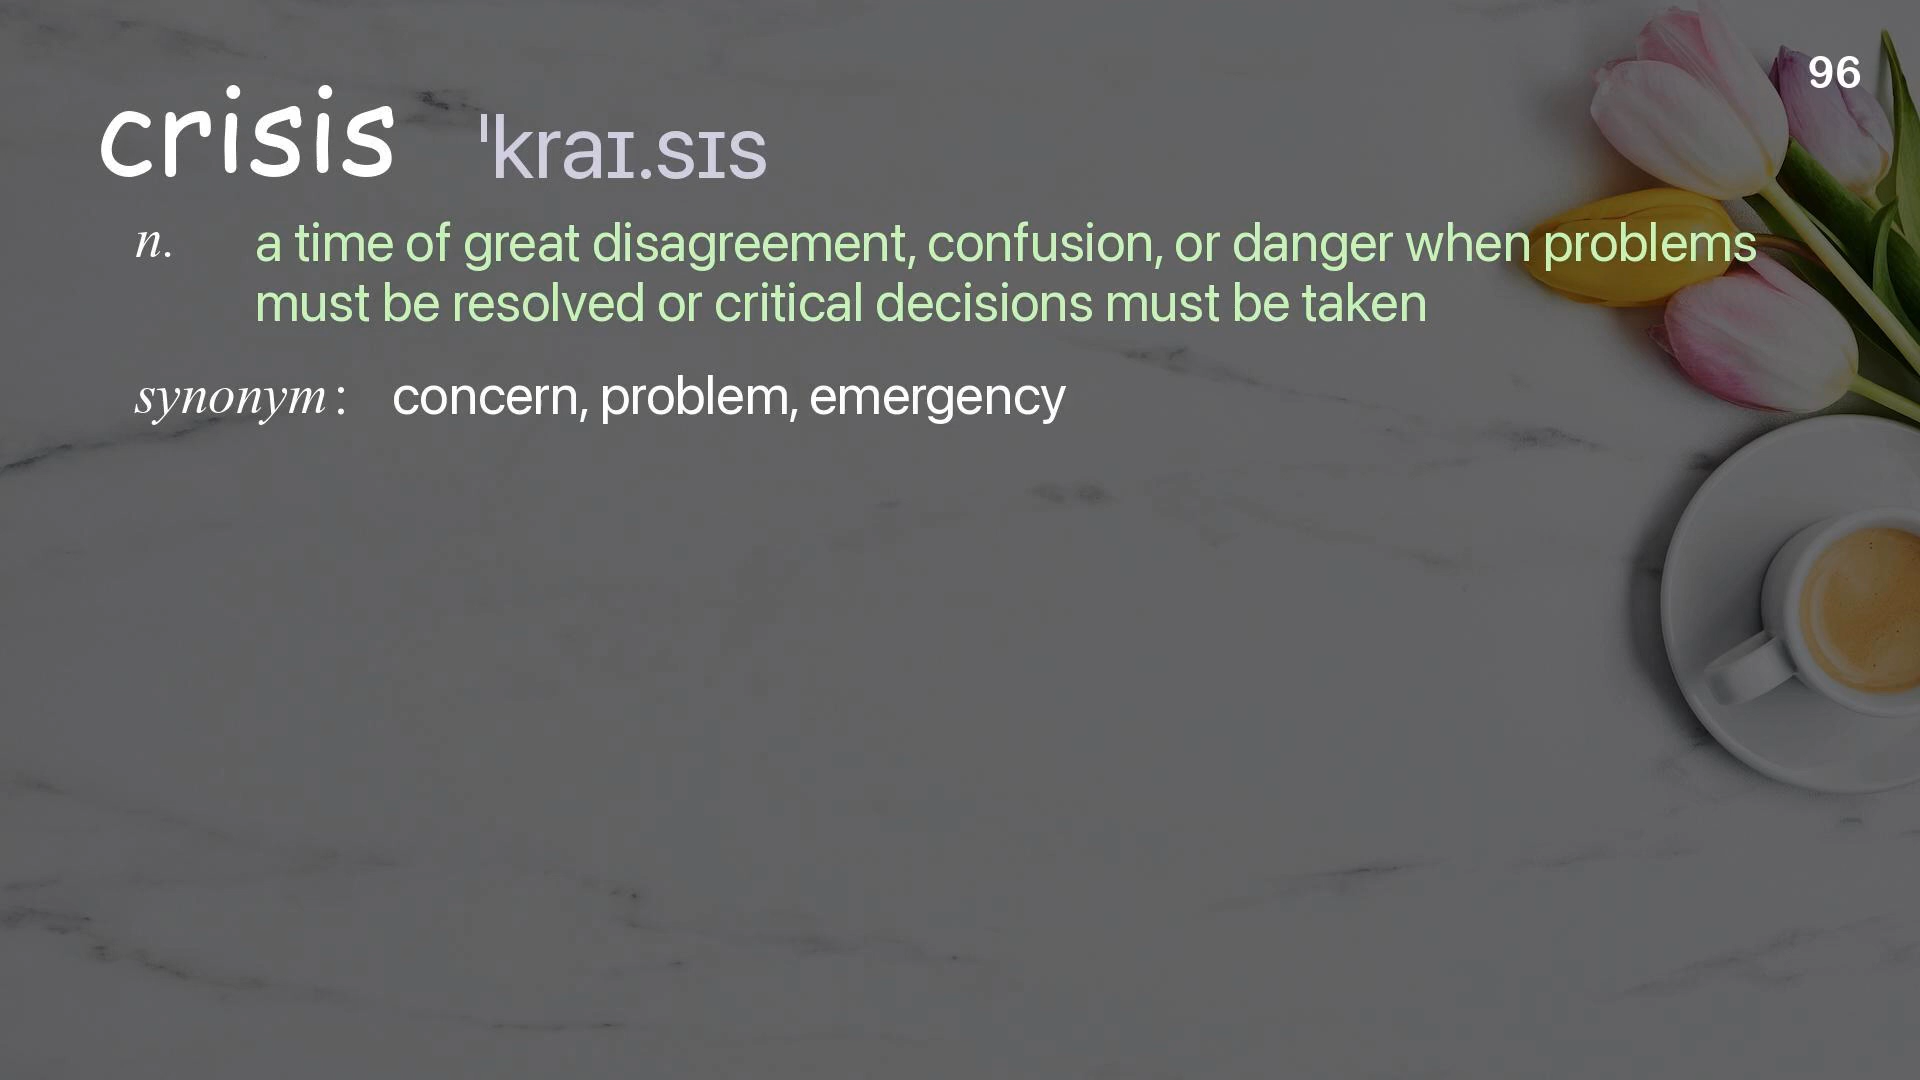 96
crisis ˈkraɪ.sɪs
n. a time of great disagreement, confusion, or danger when problems
must be resolved or critical decisions must be taken
synonym: concern, problem, emergency